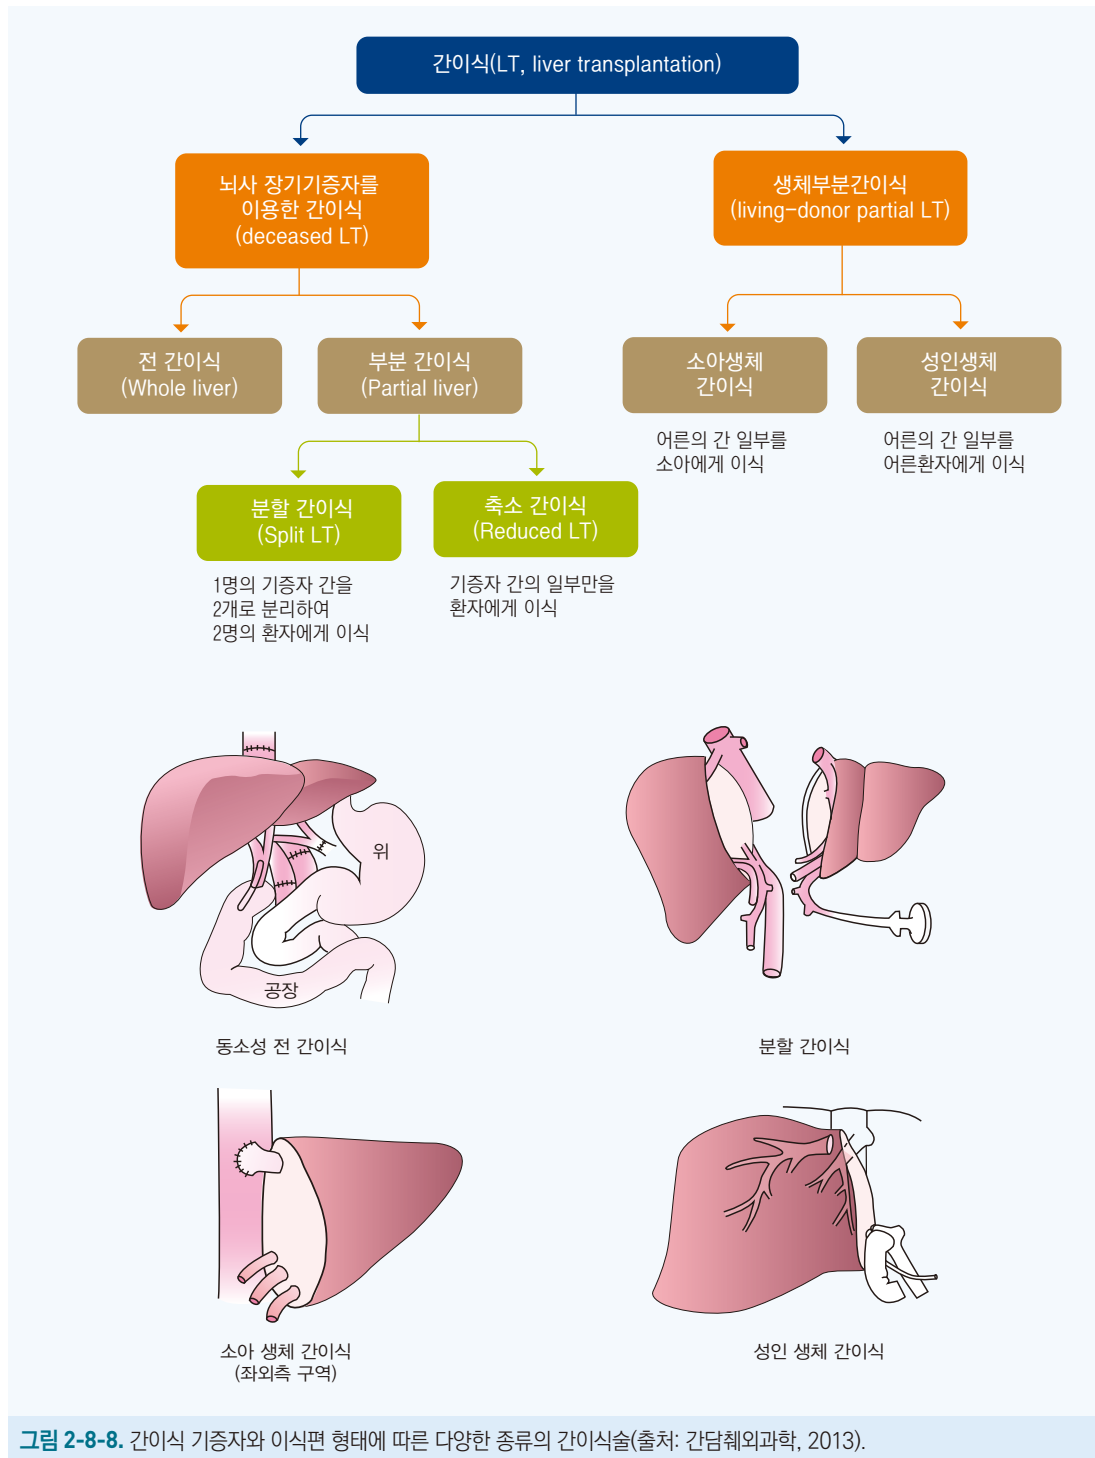 간이식(LT, liver transplantation)
뇌사 장기기증자를
이용한 간이식
(deceased LT)
생체부분간이식
(living-donor partial LT)
전 간이식
(Whole liver)
부분 간이식
(Partial liver)
소아생체
간이식
성인생체
간이식
어른의 간 일부를
소아에게 이식
어른의 간 일부를
어른환자에게 이식
분할 간이식
(Split LT)
축소 간이식
(Reduced LT)
1명의 기증자 간을
2개로 분리하여
2명의 환자에게 이식
기증자 간의 일부만을
환자에게 이식
위
공장
동소성 전 간이식
분할 간이식
소아 생체 간이식
(좌외측 구역)
성인 생체 간이식
그림 2-8-8. 간이식 기증자와 이식편 형태에 따른 다양한 종류의 간이식술(출처: 간담췌외과학, 2013).